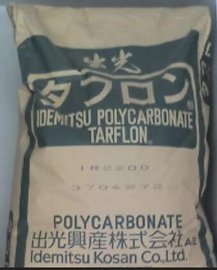 出光
タフロン®
IDEMITSU POLYCARBONATE
TARFLON®
IR2200
3704272
POLYCARBONATE
出光興産株式会社
Idemitsu Kosan Co.,Ltd.